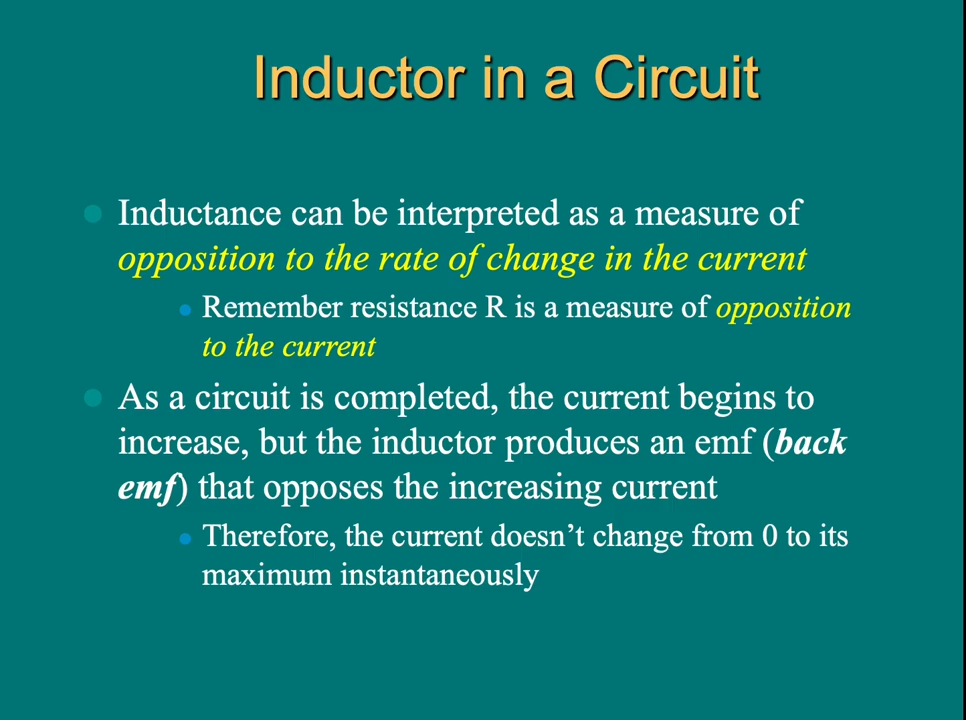 Inductor in a Circuit
Inductance can be interpreted as a measure of
opposition to the rate of change in the current
Remember resistance R is a measure of opposition
to the current
As a circuit is completed, the current begins to
increase, but the inductor produces an emf (back
emf) that opposes the increasing current
Therefore, the current doesn’t change from 0 to its
maximum instantaneously